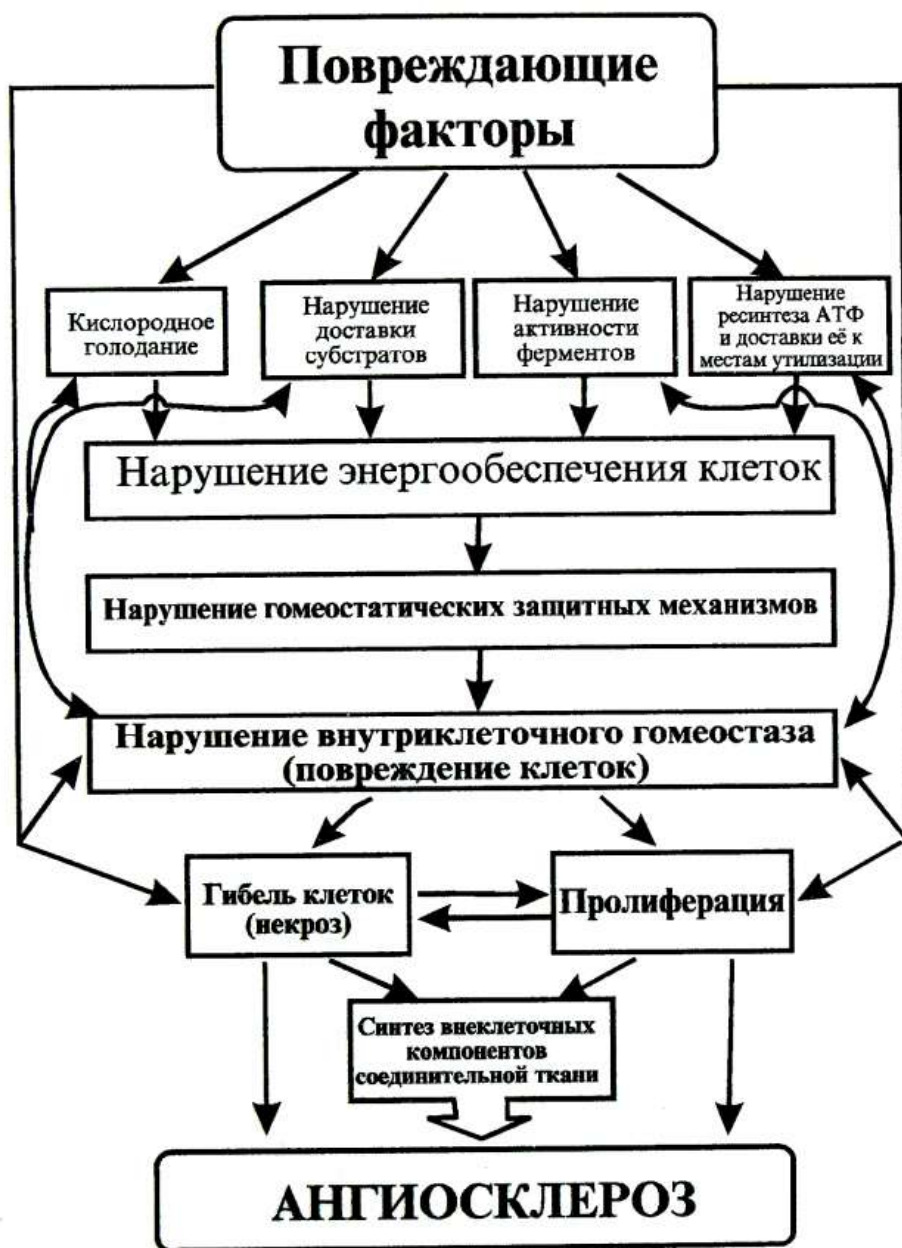 Повреждающие
факторы
Кислородное
голодание
Нарушение
доставки
субстратов
Нарушение
активности
ферментов
Нарушение
ресинтеза АТФ
и доставки её к
местам утилизации
Нарушение энергообеспечения клеток
Нарушение гомеостатических защитных механизмов
Нарушение внутриклеточного гомеостаза
(повреждение клеток)
Гибель клеток
(некроз)
Пролиферация
Синтез внеклеточных
компонентов
соединительной ткани
АНГИОСКЛЕРОЗ